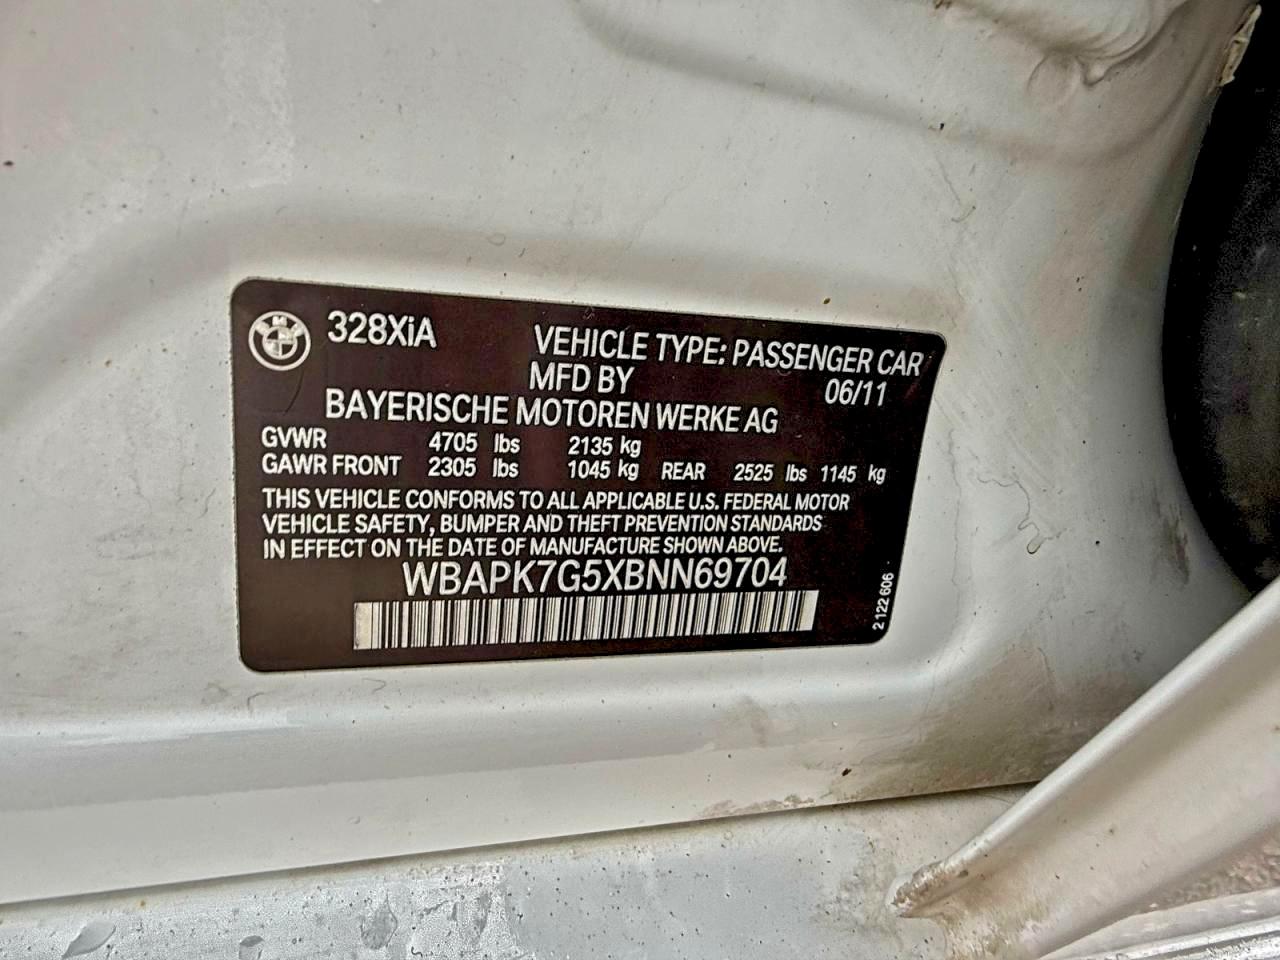 328XiA VEHICLE TYPE: PASSENGER CAR
MFD BY 06/11
BAYERISCHE MOTOREN WERKE AG
GVWR 4705 lbs 2135 kg
GAWR FRONT 2305 lbs 1045 kg REAR 2525 lbs 1145 kg
THIS VEHICLE CONFORMS TO ALL APPLICABLE U.S. FEDERAL MOTOR
VEHICLE SAFETY, BUMPER AND THEFT PREVENTION STANDARDS
IN EFFECT ON THE DATE OF MANUFACTURE SHOWN ABOVE.
WBAPK7G5XBNN69704
2 122 606